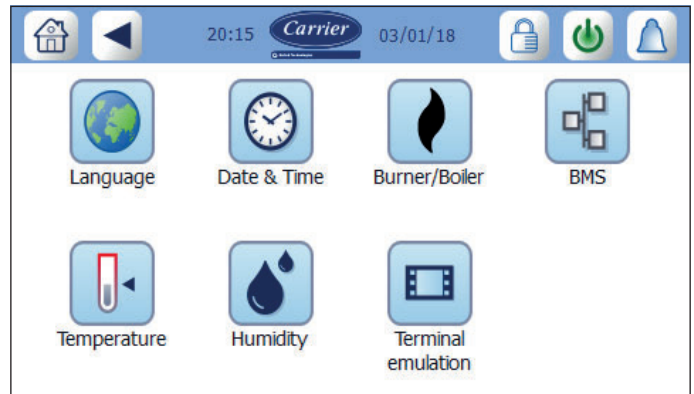 20:15 Carrier 03/01/18
Language Date & Time Burner/Boiler BMS
Temperature Humidity Terminal
emulation